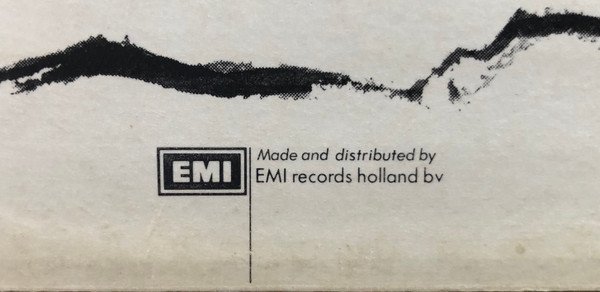 EMI
Made and distributed by
EMI records holland bv